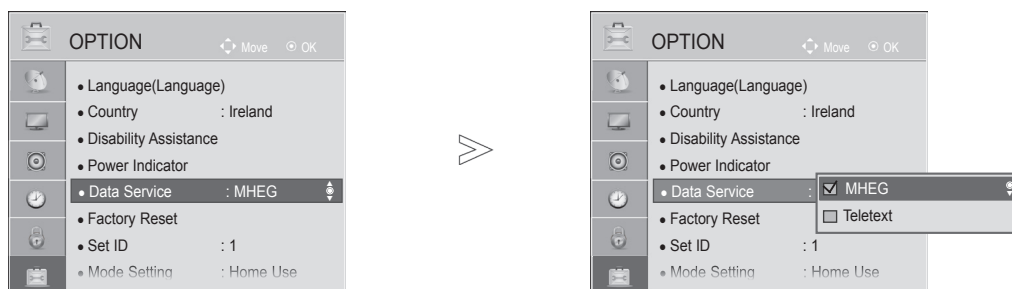 OPTION
Move OK
● Language(Language)
● Country : Ireland
● Disability Assistance
● Power Indicator
● Data Service : MHEG
● Factory Reset
● Set ID : 1
● Mode Setting : Home Use
OPTION
Move OK
● Language(Language)
● Country : Ireland
● Disability Assistance
● Power Indicator
● Data Service :
MHEG
Teletext
● Factory Reset
● Set ID : 1
● Mode Setting : Home Use